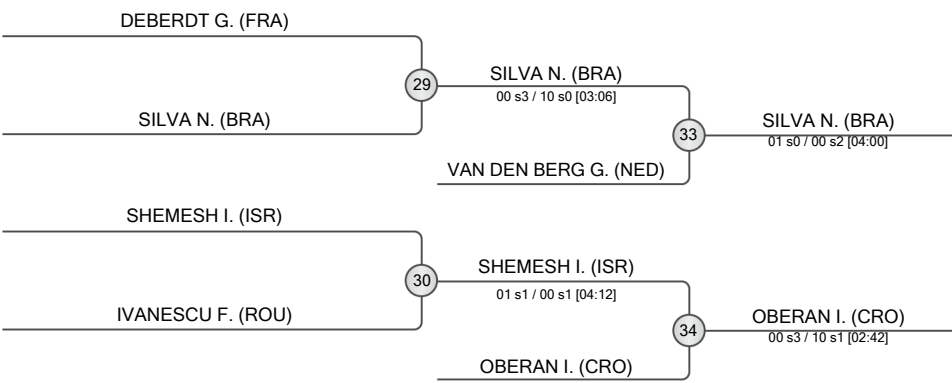 DEBERDT G. (FRA)
29
SILVA N. (BRA)
00 s3 / 10 s0 [03:06]
SILVA N. (BRA)
33
SILVA N. (BRA)
01 s0 / 00 s2 [04:00]
VAN DEN BERG G. (NED)
SHEMESH I. (ISR)
30
SHEMESH I. (ISR)
01 s1 / 00 s1 [04:12]
IVANESCU F. (ROU)
34
OBERAN I. (CRO)
00 s3 / 10 s1 [02:42]
OBERAN I. (CRO)